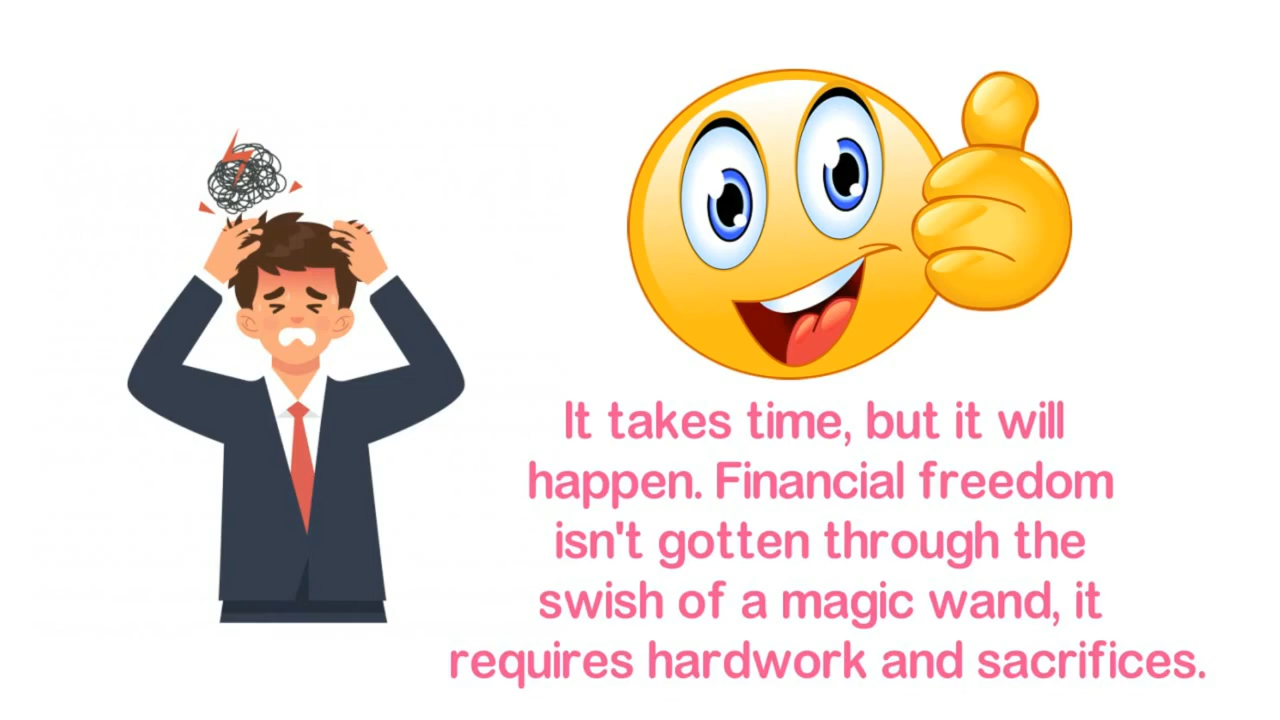 It takes time, but it will
happen. Financial freedom
isn't gotten through the
swish of a magic wand, it
requires hardwork and sacrifices.